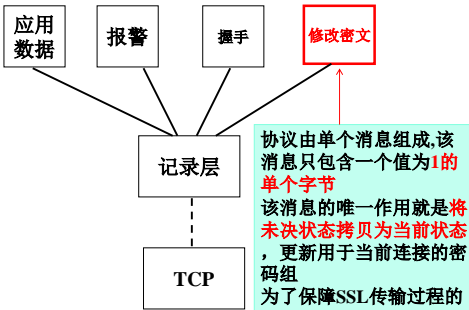 应用
数据
报警
握手
修改密文
记录层
TCP
协议由单个消息组成,该
消息只包含一个值为1的
单个字节
该消息的唯一作用就是将
未决状态拷贝为当前状态
，更新用于当前连接的密
码组
为了保障SSL传输过程的